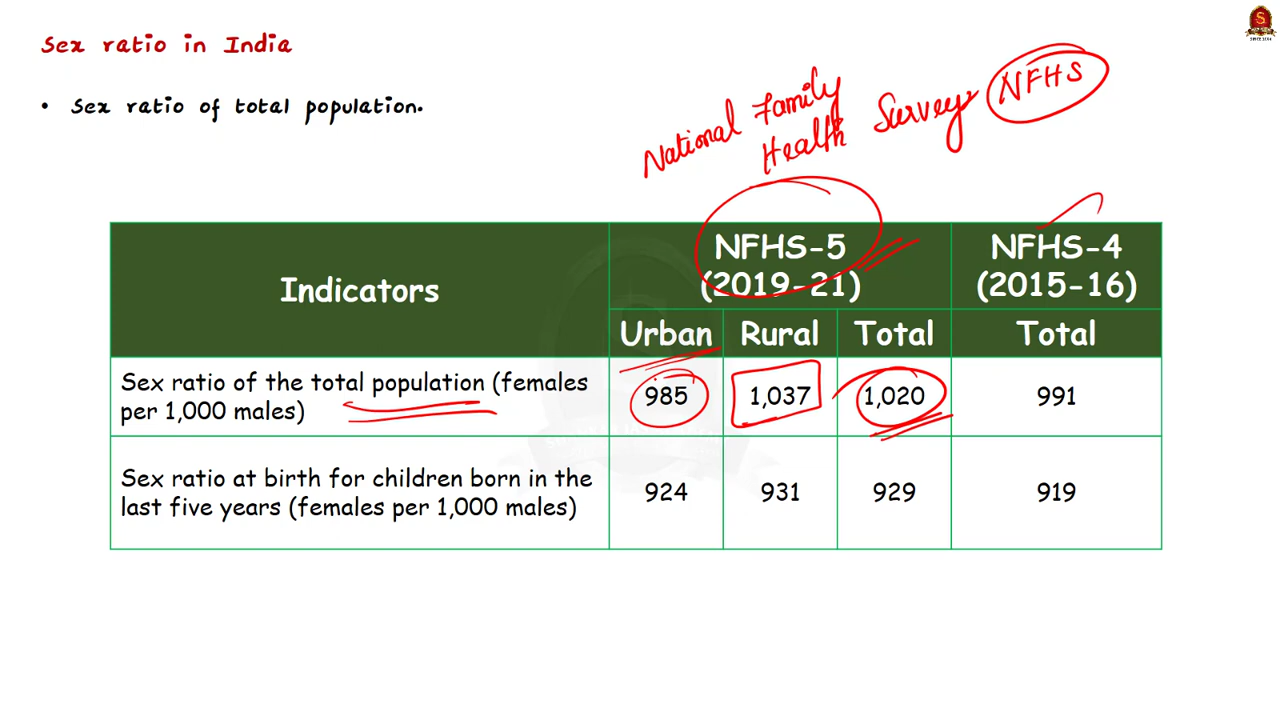 Sex ratio in India
• Sex ratio of total population.
National Family Health Survey NFHS
Indicators
NFHS-5 (2019-21)
NFHS-4 (2015-16)
Urban Rural Total Total
Sex ratio of the total population (females per 1,000 males)
985 1,037 1,020 991
Sex ratio at birth for children born in the last five years (females per 1,000 males)
924 931 929 919